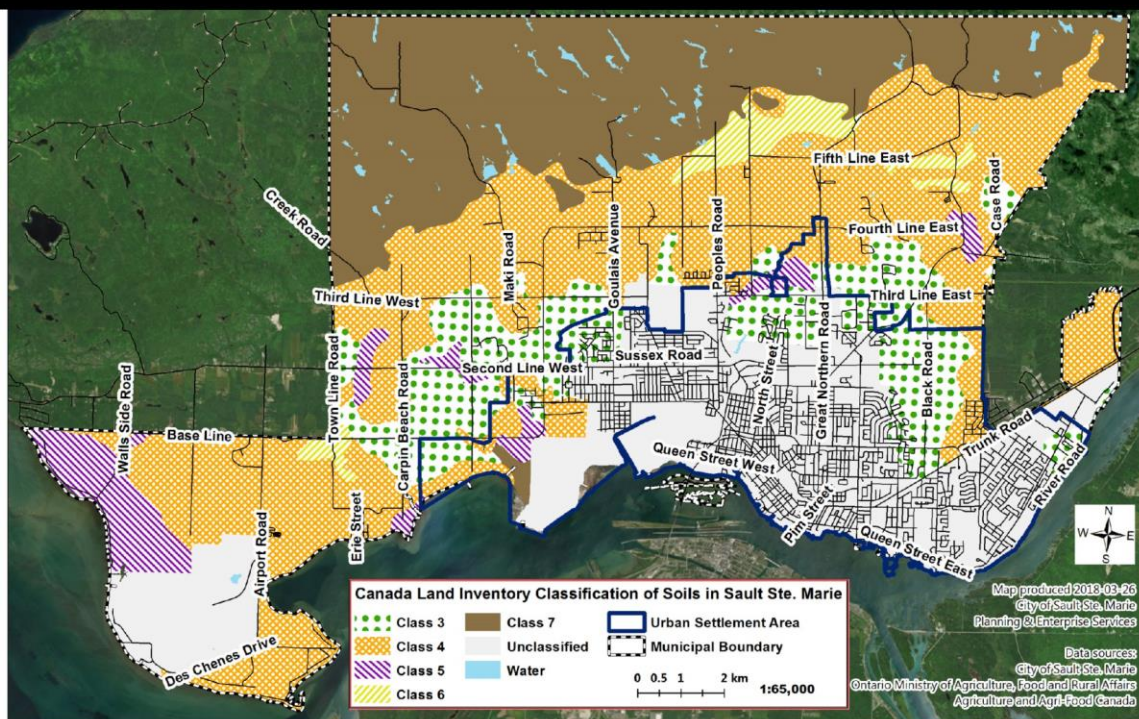 Fifth Line East
Case Road
Creek Road
Fourth Line East
Maki Road
Goulais Avenue
Peoples Road
Third Line West
Third Line East
Sussex Road
Second Line West
North Street
Great Northern Road
Black Road
Town Line Road
Carpin Beach Road
Walls Side Road
Base Line
Trunk Road
Queen Street West
River Road
Erie Street
Airport Road
Pim Street
Queen Street East
Des Chenes Drive
N
W E
S
Canada Land Inventory Classification of Soils in Sault Ste. Marie
Class 3
Class 4
Class 5
Class 6
Class 7
Unclassified
Water
Urban Settlement Area
Municipal Boundary
0 0.5 1 2 km
1:65,000
Map produced 2018-03-26
City of Sault Ste. Marie
Planning & Enterprise Services
Data sources:
City of Sault Ste. Marie
Ontario Ministry of Agriculture, Food and Rural Affairs
Agriculture and Agri-Food Canada